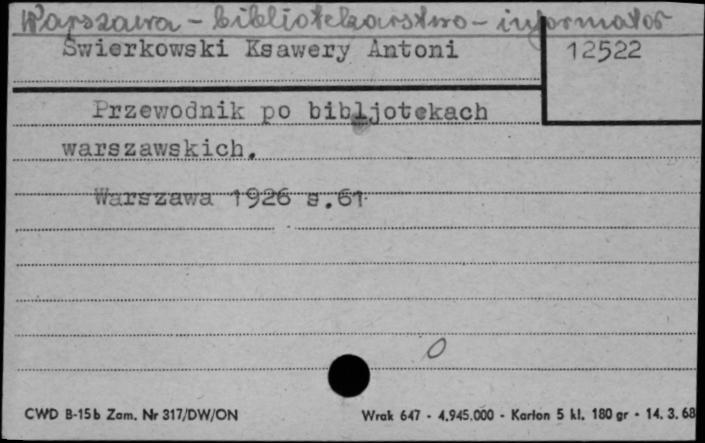 Warszawa - bibliotekarstwo - informator
Świerkowski Ksawery Antoni 12522
Przewodnik po bibljotekach
warszawskich.
Warszawa 1926 s.61
0
CWD B-15b Zam. Nr 317/DW/ON Wrak 647 - 4.945.000 - Karton 5 kl. 180 gr - 14. 3. 68